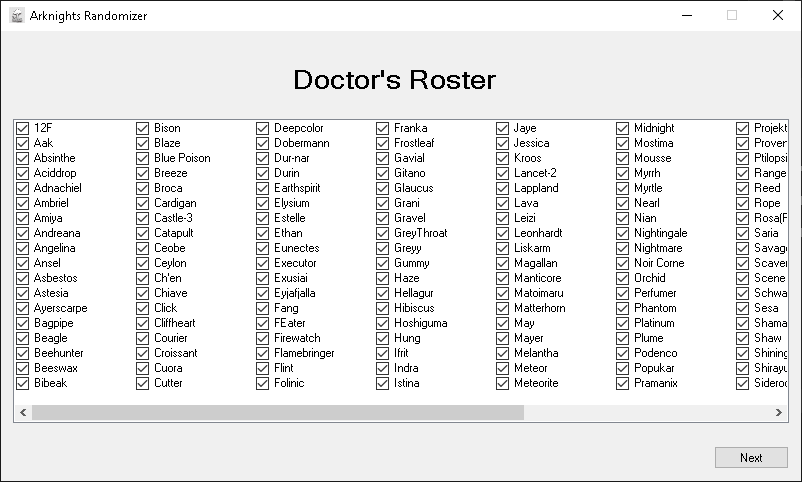 Arknights Randomizer
Doctor's Roster
12F Bison Deepcolor Franka Jaye Midnight Projekt
Aak Blaze Dobermann Frostleaf Jessica Mostima Prover
Absinthe Blue Poison Dur-nar Gavial Kroos Mousse Ptilopsi
Aciddrop Breeze Durin Gitano Lancet-2 Myrrh Range
Adnachiel Broca Earthspirit Glaucus Lappland Myrtle Reed
Ambriel Cardigan Elysium Grani Lava Nearl Rope
Amiya Castle-3 Estelle Gravel Leizi Nian Rosa(F
Andreana Catapult Ethan GreyThroat Leonhardt Nightingale Saria
Angelina Ceobe Eunectes Greyy Liskarm Nightmare Savag
Ansel Ceylon Executor Gummy Magallan Noir Corne Scaver
Asbestos Ch'en Exusiai Haze Manticore Orchid Scene
Astesia Chiave Eyjafjalla Hellagur Matoimaru Perfumer Schwa
Ayerscarpe Click Fang Hibiscus Matterhorn Phantom Sesa
Bagpipe Cliffheart FEater Hoshiguma May Platinum Shama
Beagle Courier Firewatch Hung Mayer Plume Shaw
Beehunter Croissant Flamebringer Ifrit Melantha Podenco Shining
Beeswax Cuora Flint Indra Meteor Popukar Shirayu
Bibeak Cutter Folinic Istina Meteorite Pramanix Sideroc
Next